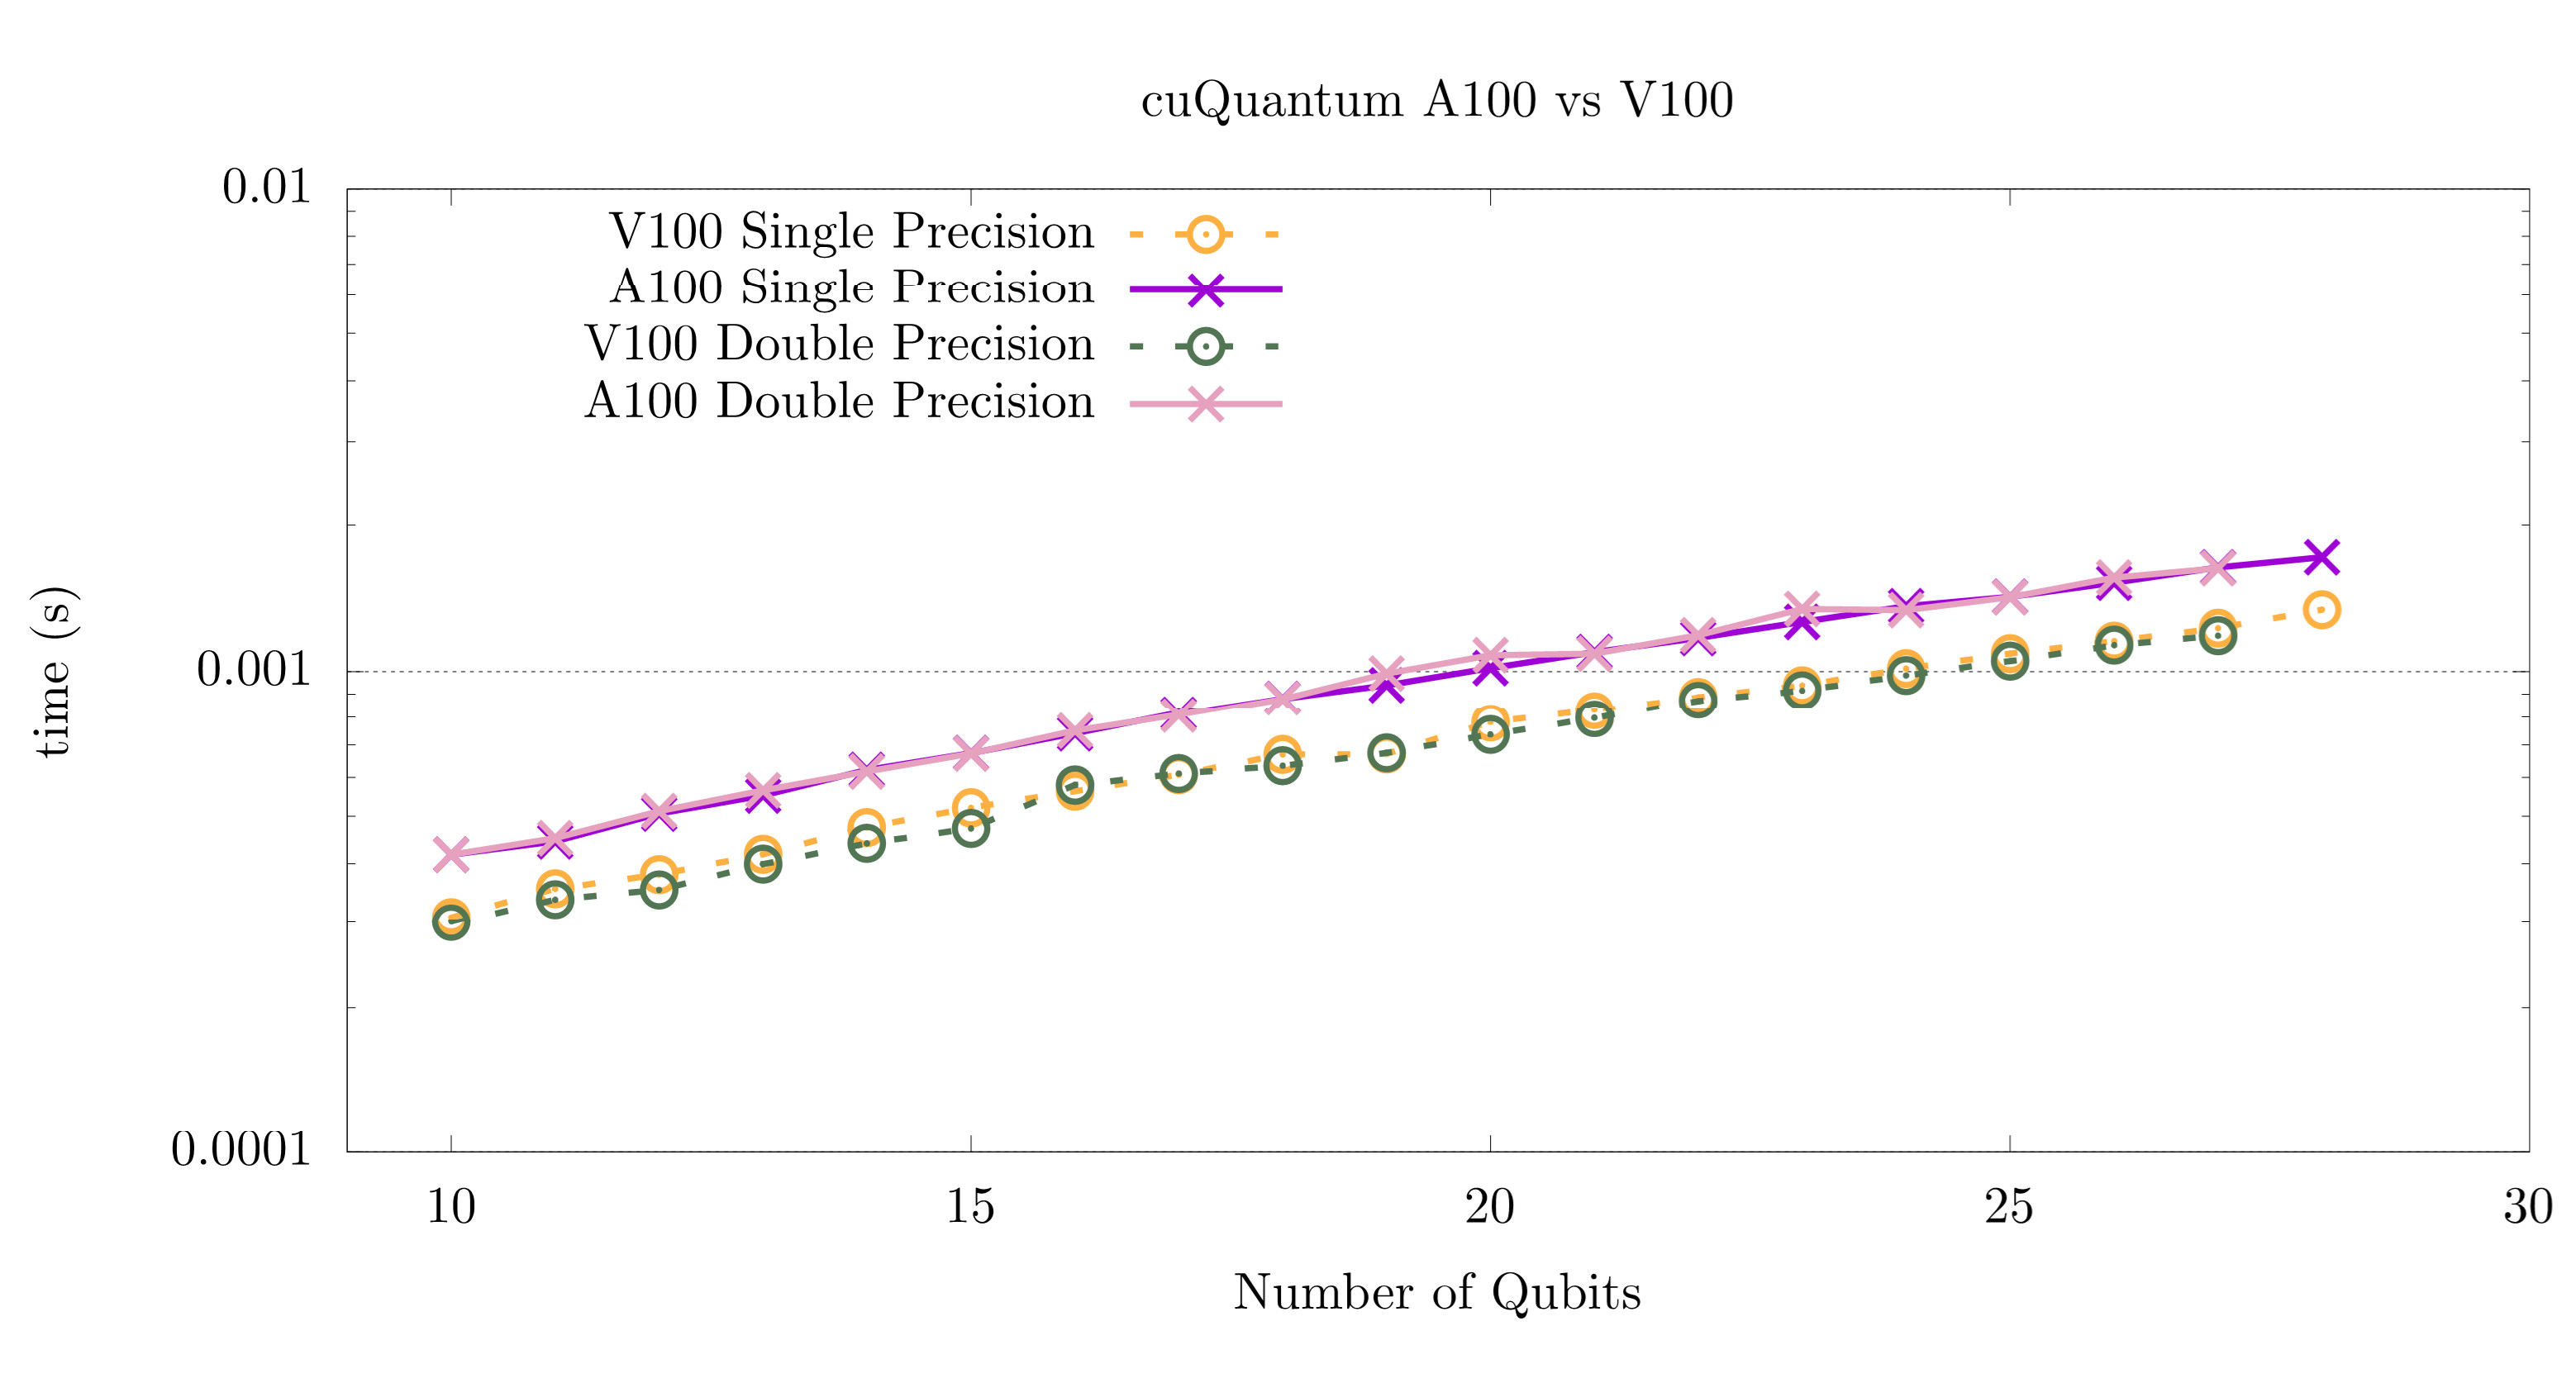 cuQuantum A100 vs V100
0.01
V100 Single Precision
A100 Single Precision
V100 Double Precision
A100 Double Precision
0.001
time (s)
0.0001
10 15 20 25 30
Number of Qubits